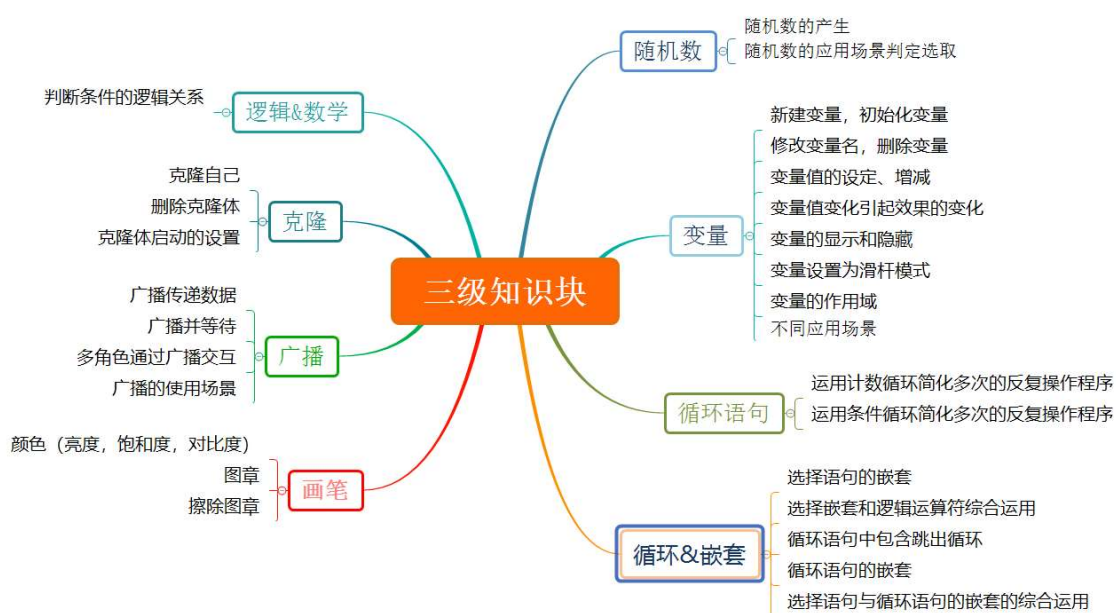 三级知识块
随机数
随机数的产生
随机数的应用场景判定选取
变量
新建变量，初始化变量
修改变量名，删除变量
变量值的设定、增减
变量值变化引起效果的变化
变量的显示和隐藏
变量设置为滑杆模式
变量的作用域
不同应用场景
循环语句
运用计数循环简化多次的反复操作程序
运用条件循环简化多次的反复操作程序
循环&嵌套
选择语句的嵌套
选择嵌套和逻辑运算符综合运用
循环语句中包含跳出循环
循环语句的嵌套
选择语句与循环语句的嵌套的综合运用
逻辑&数学
判断条件的逻辑关系
克隆
克隆自己
删除克隆体
克隆体启动的设置
广播
广播传递数据
广播并等待
多角色通过广播交互
广播的使用场景
画笔
颜色（亮度，饱和度，对比度）
图章
擦除图章